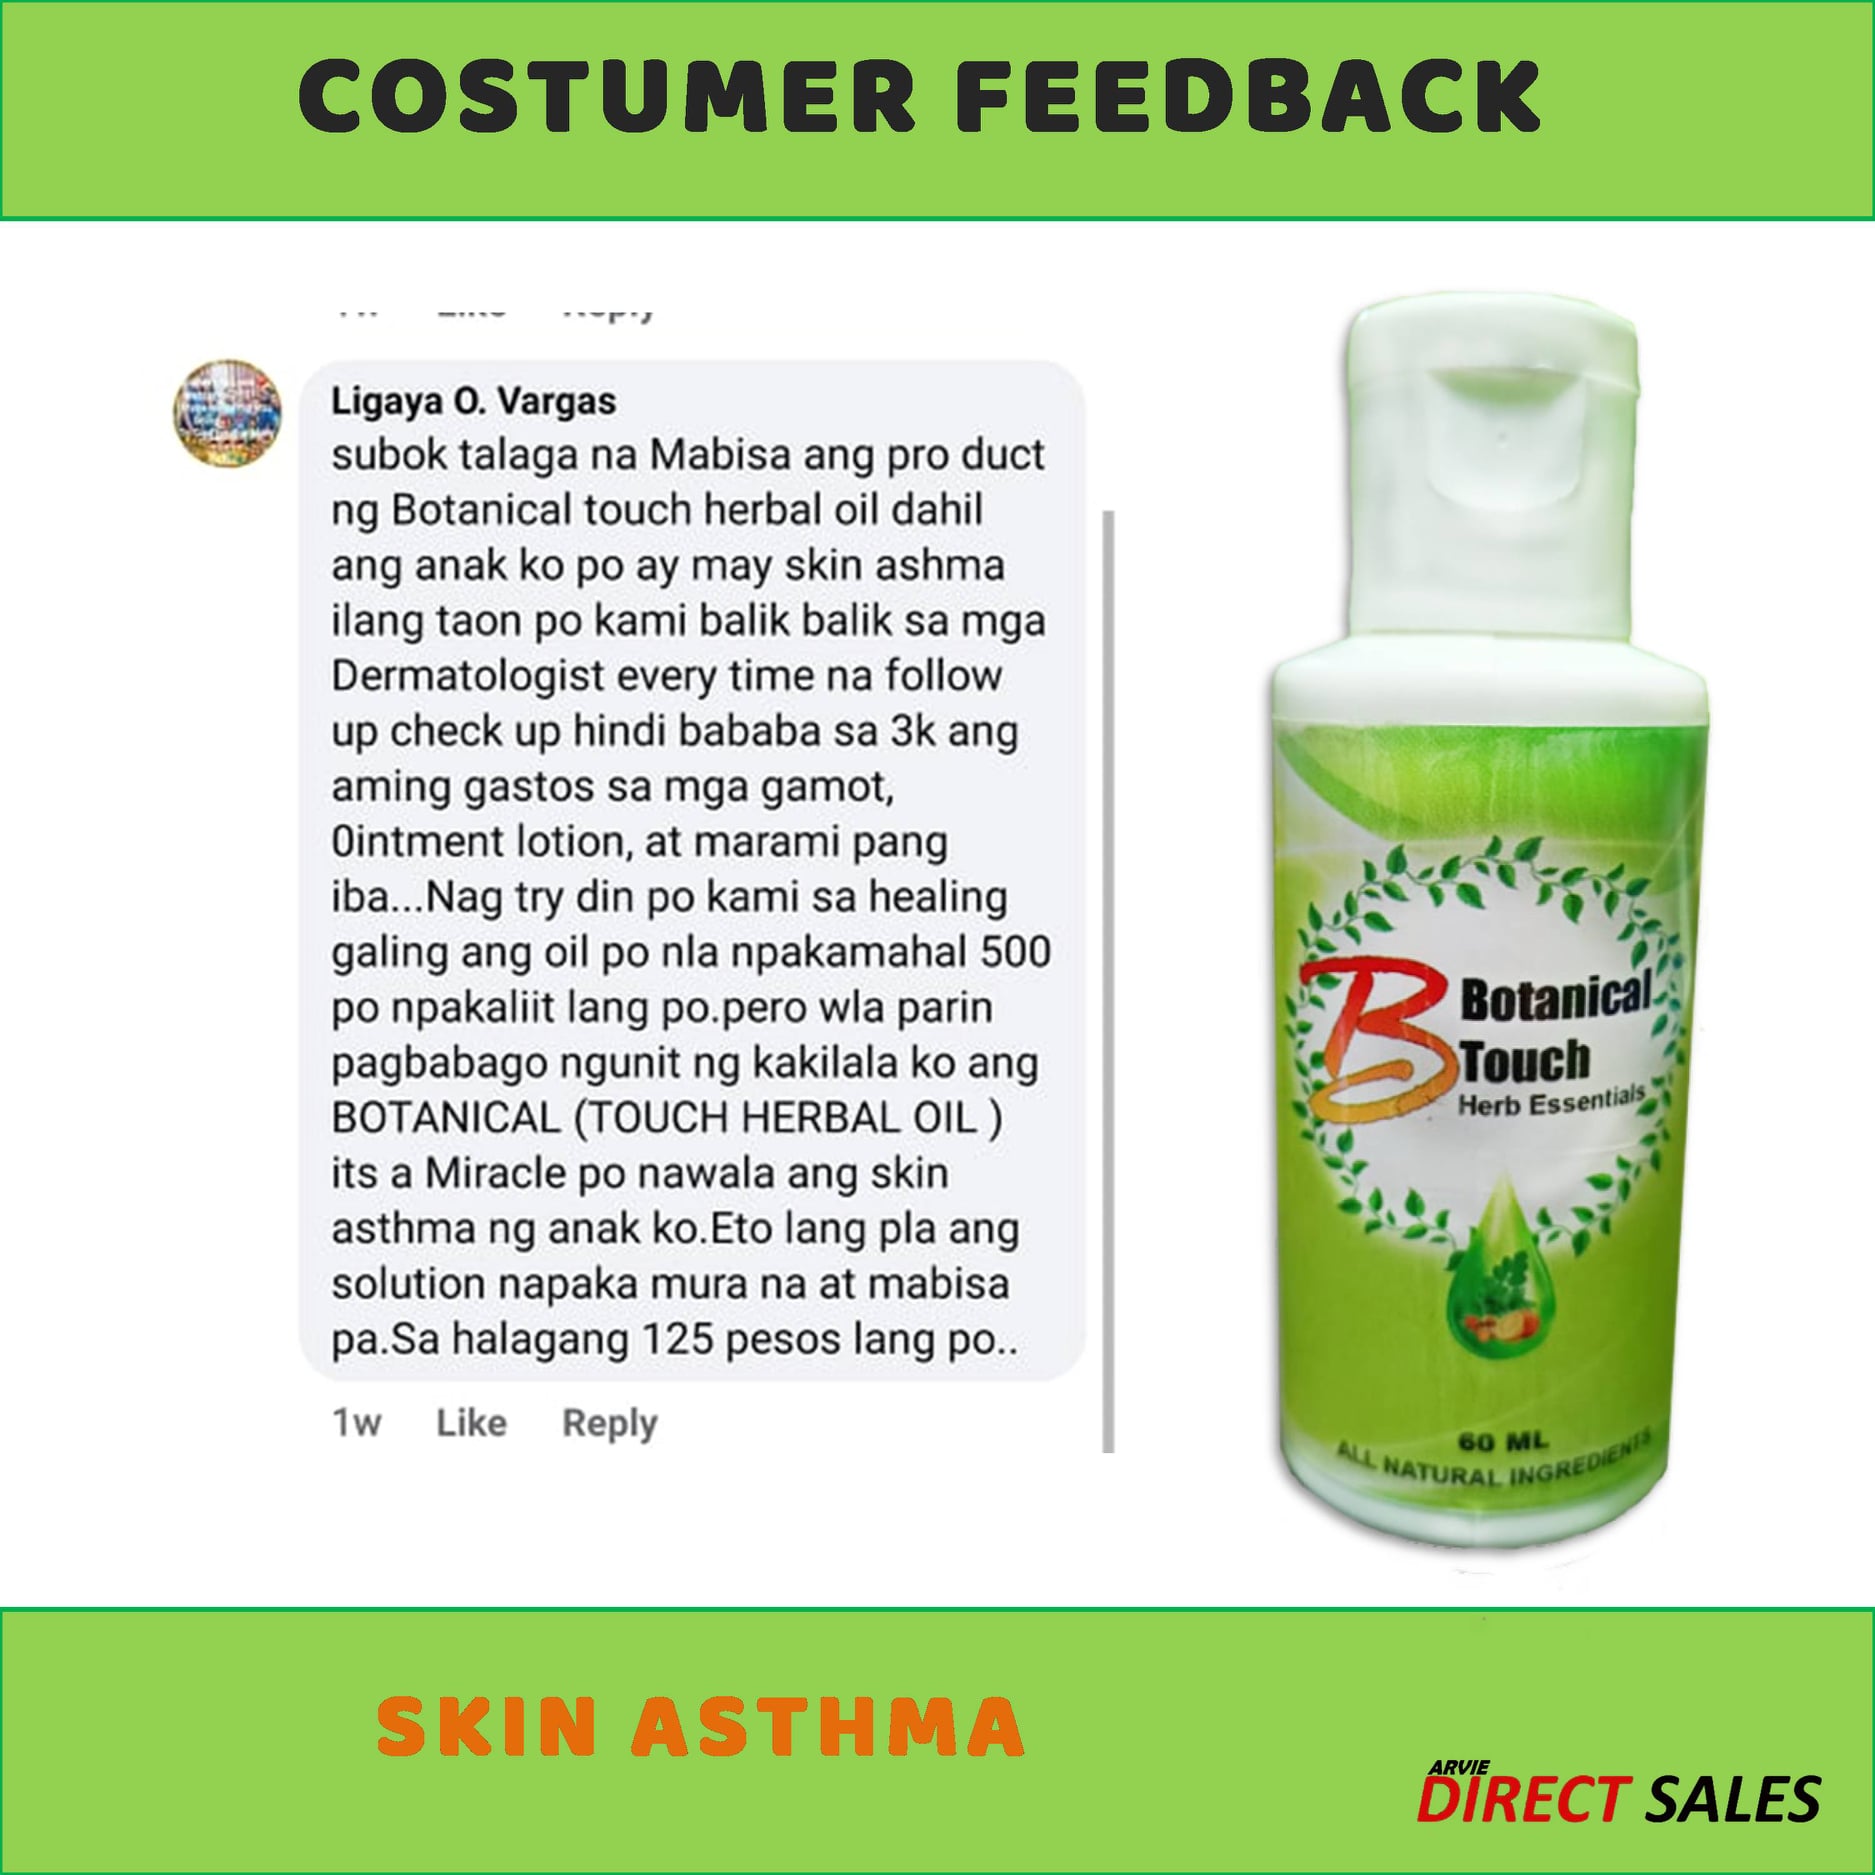 COSTUMER FEEDBACK
Reply
Ligaya O. Vargas
subok talaga na Mabisa ang pro duct
ng Botanical touch herbal oil dahil
ang anak ko po ay may skin ashma
ilang taon po kami balik balik sa mga
Dermatologist every time na follow
up check up hindi bababa sa 3k ang
aming gastos sa mga gamot,
0intment lotion, at marami pang
iba...Nag try din po kami sa healing
galing ang oil po nla npakamahal 500
po npakaliit lang po.pero wla parin
pagbabago ngunit ng kakilala ko ang
BOTANICAL (TOUCH HERBAL OIL )
its a Miracle po nawala ang skin
asthma ng anak ko.Eto lang pla ang
solution napaka mura na at mabisa
pa.Sa halagang 125 pesos lang po..
1w Like Reply
B Botanical
Touch
Herb Essentials
60 ML
ALL NATURAL INGREDIENTS
SKIN ASTHMA
ARVIE
DIRECT SALES